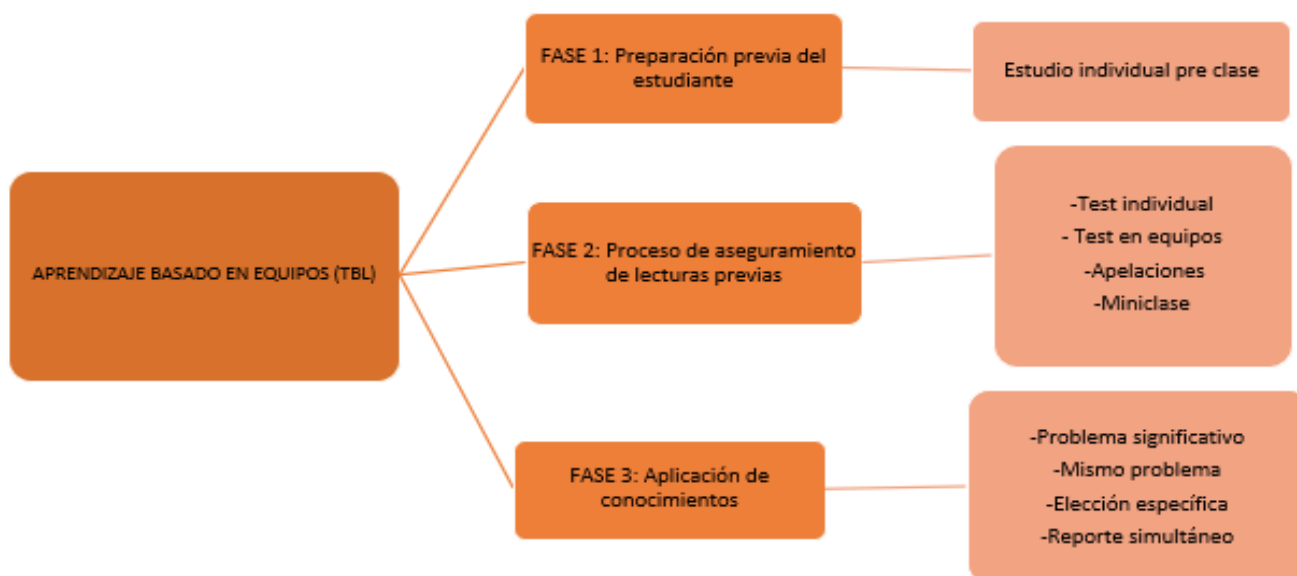 FASE 1: Preparación previa del
estudiante
Estudio individual pre clase
APRENDIZAJE BASADO EN EQUIPOS (TBL)
FASE 2: Proceso de aseguramiento
de lecturas previas
-Test individual
- Test en equipos
-Apelaciones
-Miniclase
FASE 3: Aplicación de
conocimientos
-Problema significativo
-Mismo problema
-Elección específica
-Reporte simultáneo